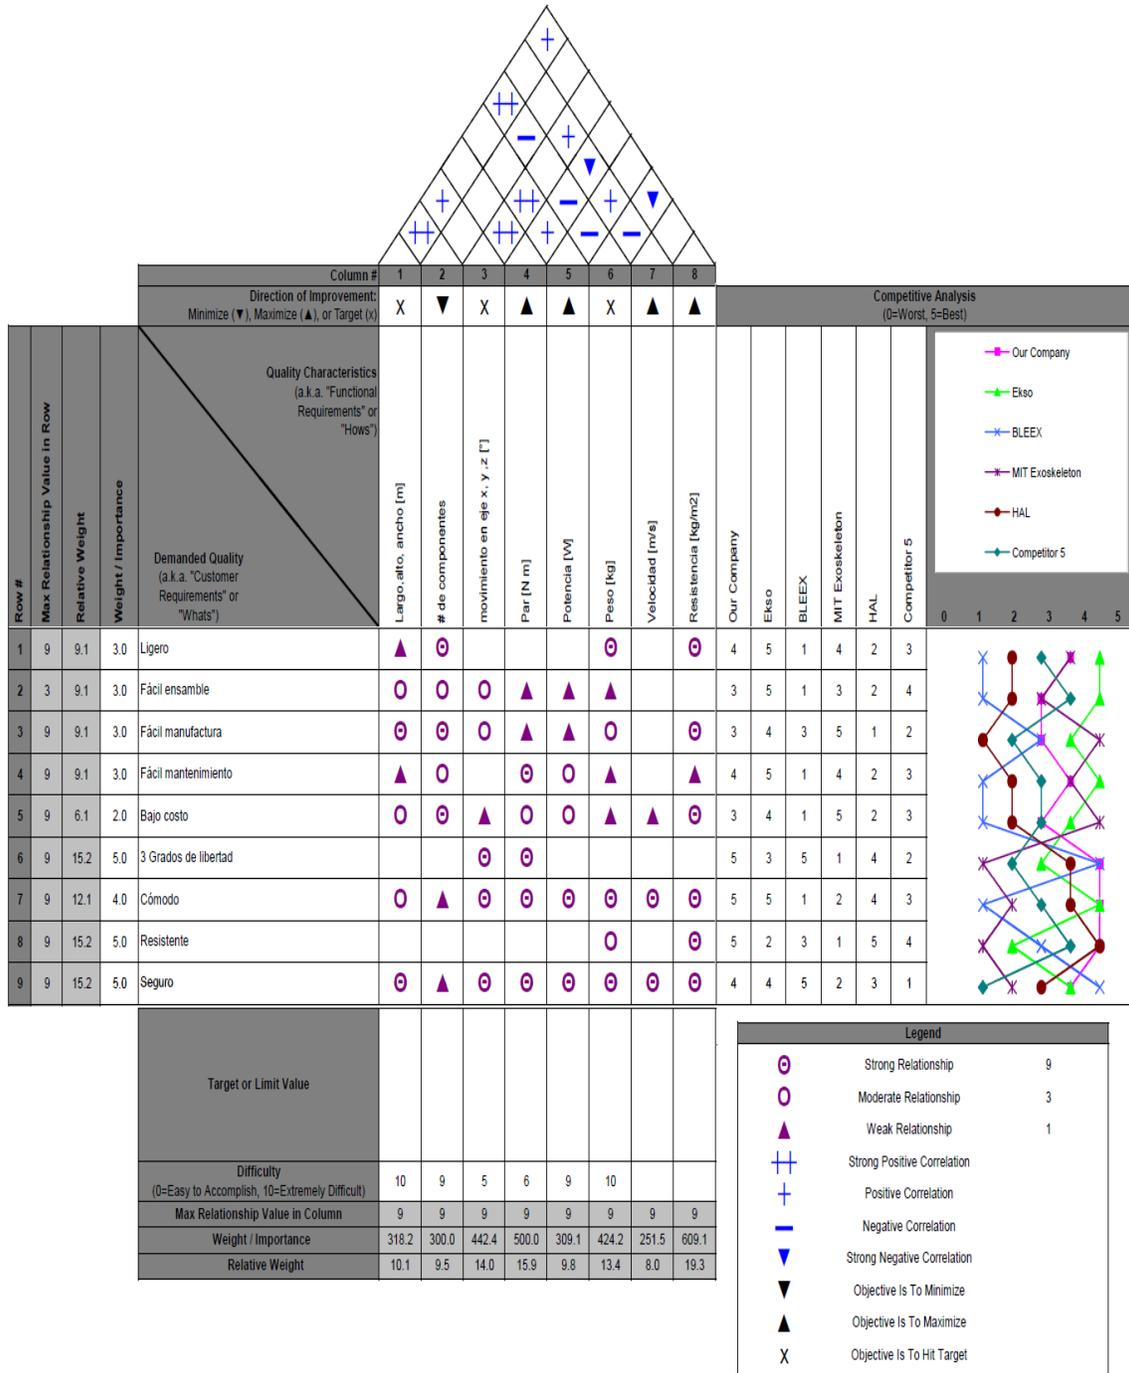 Column # 1 2 3 4 5 6 7 8
Direction of Improvement:
Minimize (▼), Maximize (▲), or Target (x)
X ▼ X ▲ ▲ X ▲ ▲
Competitive Analysis
(0=Worst, 5=Best)
Row #
Max Relationship Value in Row
Relative Weight
Weight / Importance
Quality Characteristics
(a.k.a. "Functional
Requirements" or
"Hows")
Demanded Quality
(a.k.a. "Customer
Requirements" or
"Whats")
Largo,alto, ancho [m]
# de componentes
movimiento en eje x, y ,z [°]
Par [N m]
Potencia [W]
Peso [kg]
Velocidad [m/s]
Resistencia [kg/m2]
Our Company
Ekso
BLEEX
MIT Exoskeleton
HAL
Competitor 5
Our Company
Ekso
BLEEX
MIT Exoskeleton
HAL
Competitor 5
0 1 2 3 4 5
1 9 9.1 3.0 Ligero 4 5 1 4 2 3
2 3 9.1 3.0 Fácil ensamble 3 5 1 3 2 4
3 9 9.1 3.0 Fácil manufactura 3 4 3 5 1 2
4 9 9.1 3.0 Fácil mantenimiento 4 5 1 4 2 3
5 9 6.1 2.0 Bajo costo 3 4 1 5 2 3
6 9 15.2 5.0 3 Grados de libertad 5 3 5 1 4 2
7 9 12.1 4.0 Cómodo 5 5 1 2 4 3
8 9 15.2 5.0 Resistente 5 2 3 1 5 4
9 9 15.2 5.0 Seguro 4 4 5 2 3 1
Target or Limit Value
Difficulty
(0=Easy to Accomplish, 10=Extremely Difficult)
10 9 5 6 9 10
Max Relationship Value in Column 9 9 9 9 9 9 9 9
Weight / Importance 318.2 300.0 442.4 500.0 309.1 424.2 251.5 609.1
Relative Weight 10.1 9.5 14.0 15.9 9.8 13.4 8.0 19.3
Legend
Strong Relationship 9
Moderate Relationship 3
Weak Relationship 1
Strong Positive Correlation
Positive Correlation
Negative Correlation
Strong Negative Correlation
Objective Is To Minimize
Objective Is To Maximize
X Objective Is To Hit Target